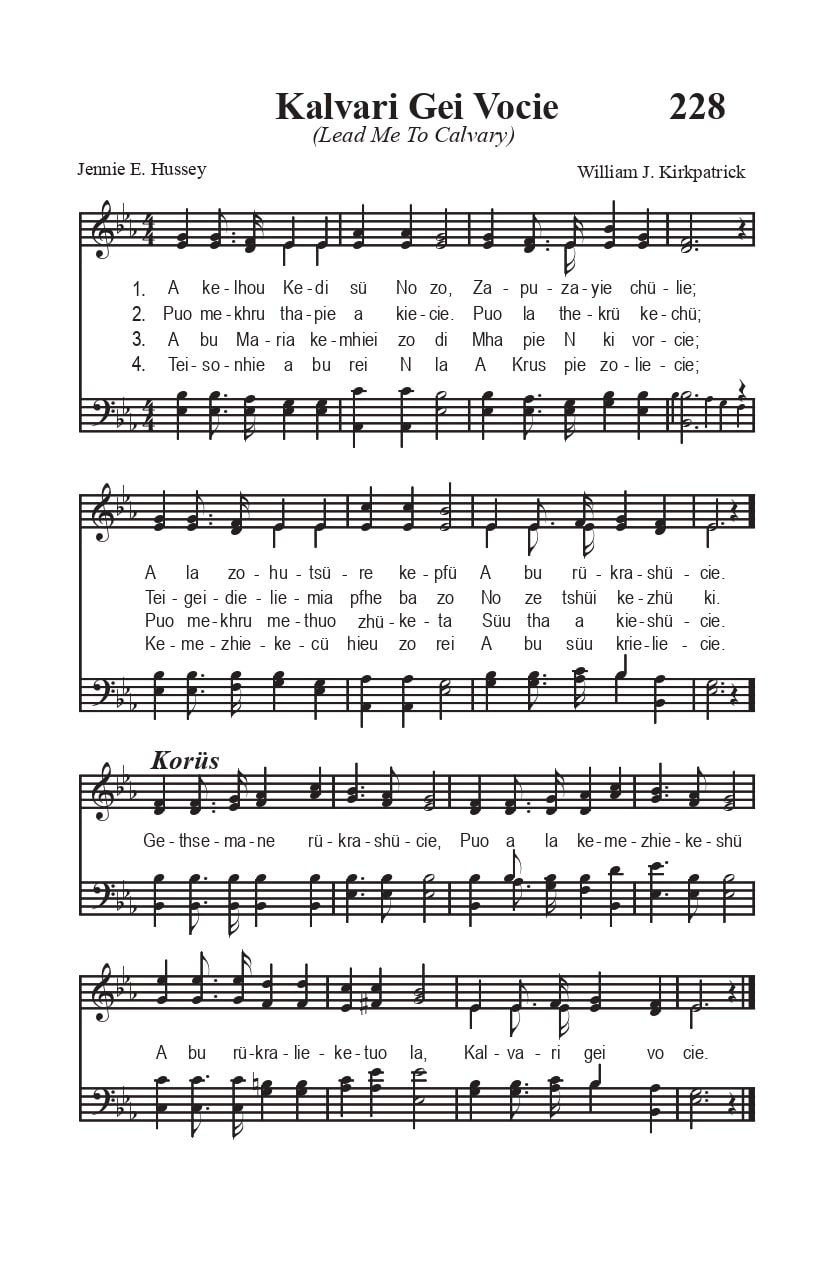 Kalvari Gei Vocie 228
(Lead Me To Calvary)
Jennie E. Hussey William J. Kirkpatrick
1. A ke-lhou Ke-di sü No zo, Za-pu-za-yie chü-lie;
2. Puo me-khru tha-pie a kie-cie. Puo la the-krü ke-chü;
3. A bu Ma-ria ke-mhiei zo di Mha pie N ki vor-cie;
4. Tei-so-nhie a bu rei N la A Krus pie zo-lie-cie;
A la zo-hu-tsü-re ke-pfü A bu rü-kra-shü-cie.
Tei-gei-die-lie-mia pfhe ba zo No ze tshüi ke-zhü ki.
Puo me-khru me-thuo zhü-ke-ta Süu tha a kie-shü-cie.
Ke-me-zhie-ke-cü hieu zo rei A bu süu krie-lie-cie.
Korüs
Ge-thse-ma-ne rü-kra-shü-cie, Puo a la ke-me-zhie-ke-shü
A bu rü-kra-lie-ke-tuo la, Kal-va-ri gei vo cie.